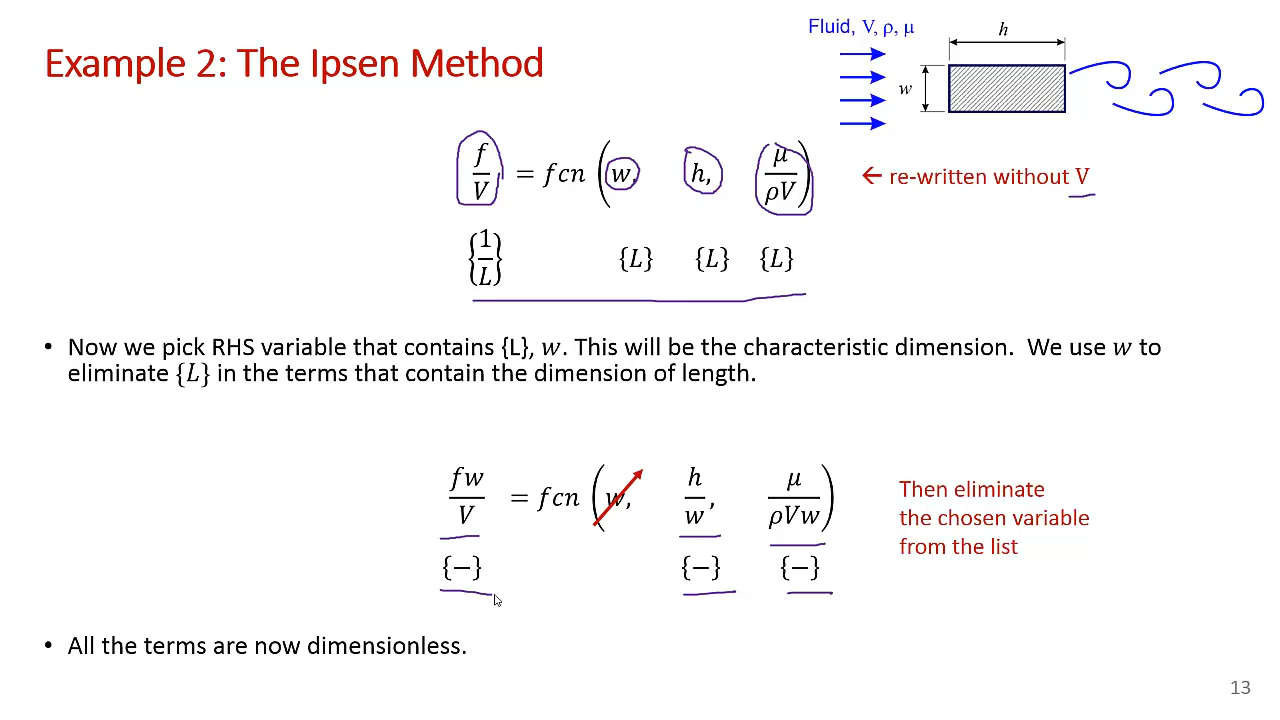 Example 2: The Ipsen Method
Fluid, V, ρ, μ
h
w
f/V = fcn (w, h, μ/ρV)
← re-written without V
{1/L} {L} {L} {L}
• Now we pick RHS variable that contains {L}, w. This will be the characteristic dimension. We use w to
eliminate {L} in the terms that contain the dimension of length.
fw/V = fcn (w, h/w, μ/ρVw)
{−} {−} {−}
Then eliminate
the chosen variable
from the list
• All the terms are now dimensionless.
13